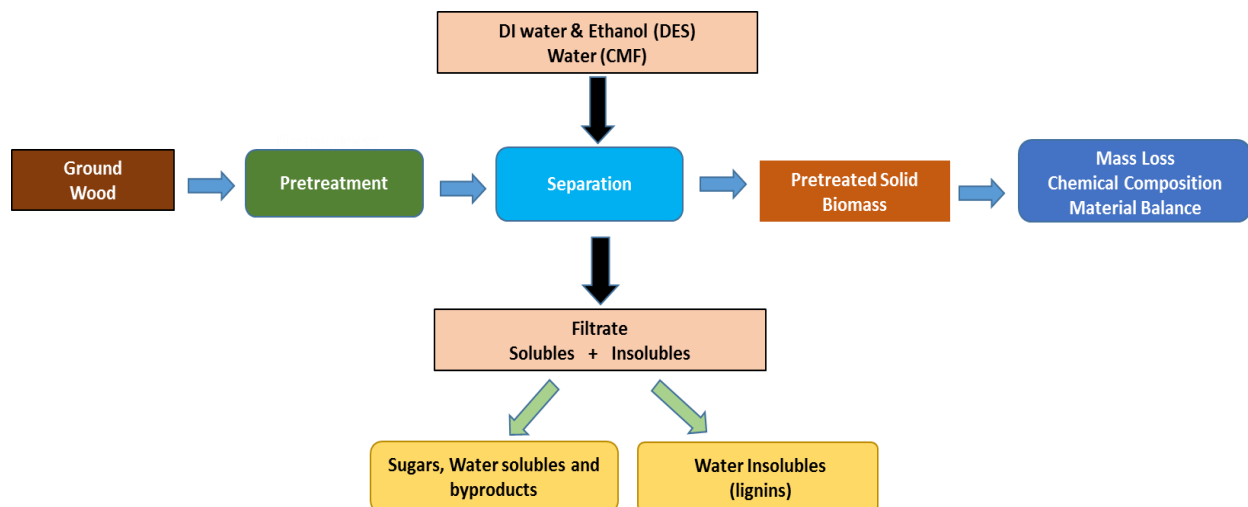 DI water & Ethanol (DES)
Water (CMF)
Ground
Wood
Pretreatment
Separation
Pretreated Solid
Biomass
Mass Loss
Chemical Composition
Material Balance
Filtrate
Solubles + Insolubles
Sugars, Water solubles and
byproducts
Water Insolubles
(lignins)